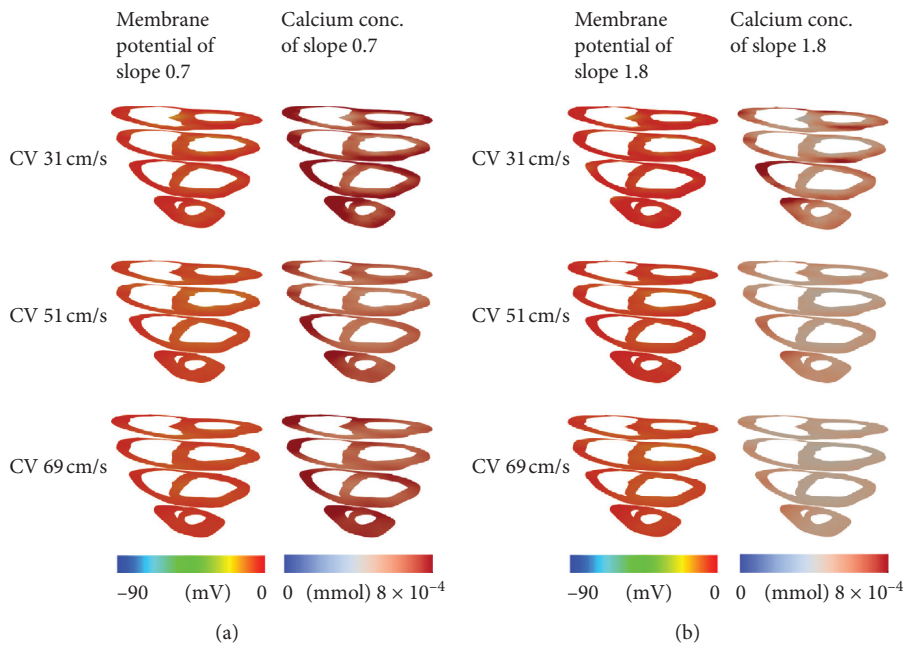 Membrane
potential of
slope 0.7
Calcium conc.
of slope 0.7
CV 31 cm/s
CV 51 cm/s
CV 69 cm/s
–90 (mV) 0
0 (mmol) 8 × 10⁻⁴
(a)
Membrane
potential of
slope 1.8
Calcium conc.
of slope 1.8
CV 31 cm/s
CV 51 cm/s
CV 69 cm/s
–90 (mV) 0
0 (mmol) 8 × 10⁻⁴
(b)